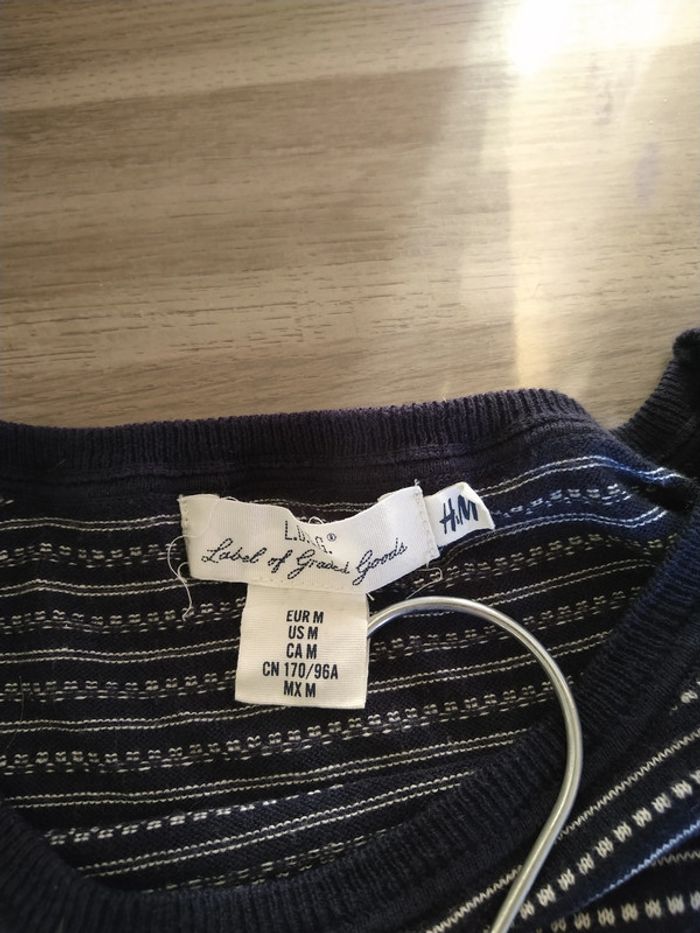 L.O.G.G.®
Label of Graded Goods
H&M
EUR M
US M
CA M
CN 170/96A
MX M